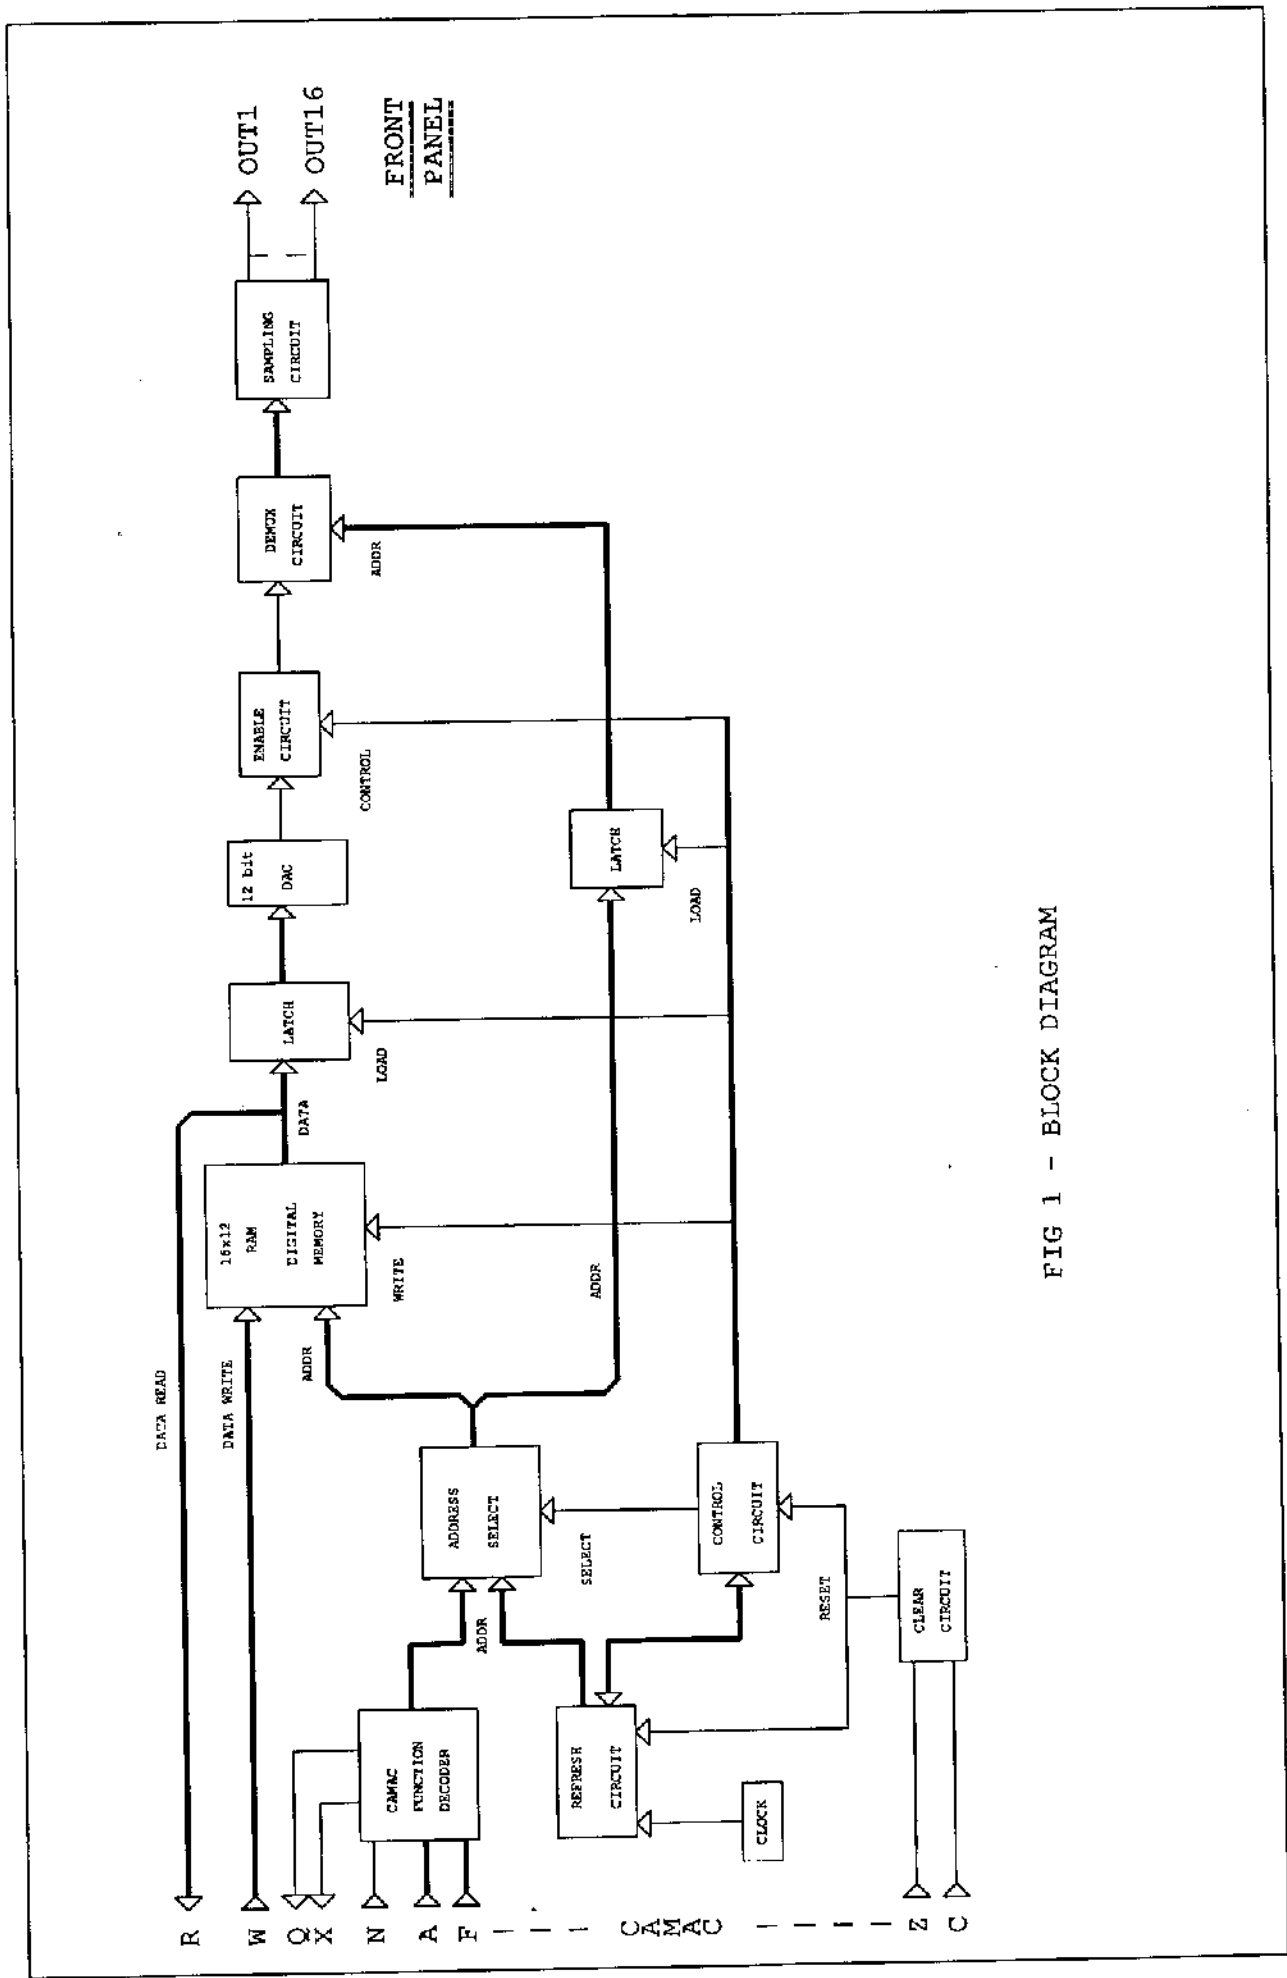 R
DATA READ
W
DATA WRITE
Q
X
N
A
F
CAMAC
Z
C
CAMAC
FUNCTION
DECODER
ADDR
REFRESH
CIRCUIT
CLOCK
CLEAR
CIRCUIT
RESET
ADDRESS
SELECT
SELECT
CONTROL
CIRCUIT
ADDR
ADDR
16x12
RAM
DIGITAL
MEMORY
WRITE
DATA
LATCH
LOAD
12 bit
DAC
LATCH
LOAD
ENABLE
CIRCUIT
CONTROL
DEMUX
CIRCUIT
ADDR
SAMPLING
CIRCUIT
OUT1
OUT16
FRONT
PANEL
FIG 1 - BLOCK DIAGRAM